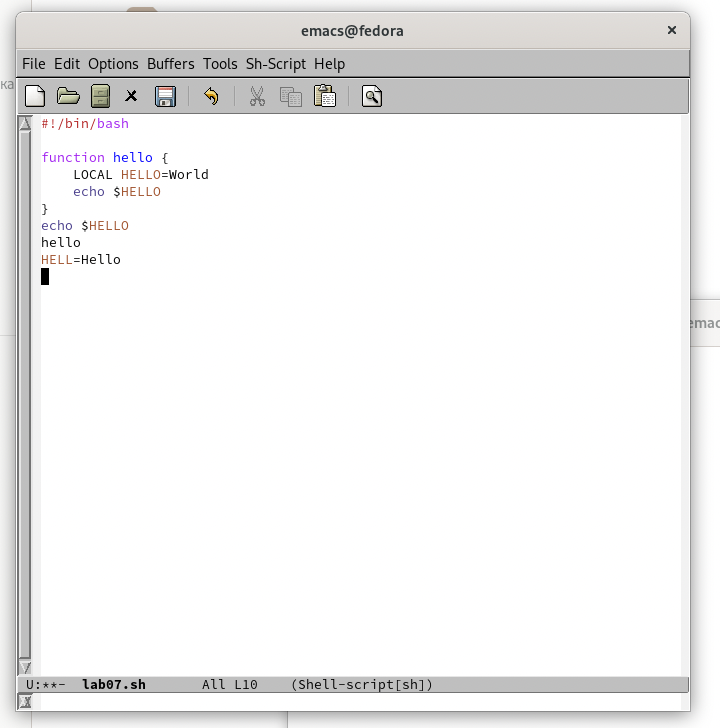 ка
emacs@fedora
×
File Edit Options Buffers Tools Sh-Script Help
#!/bin/bash
function hello {
LOCAL HELLO=World
echo $HELLO
}
echo $HELLO
hello
HELL=Hello
emac
U:**- lab07.sh All L10 (Shell-script[sh])